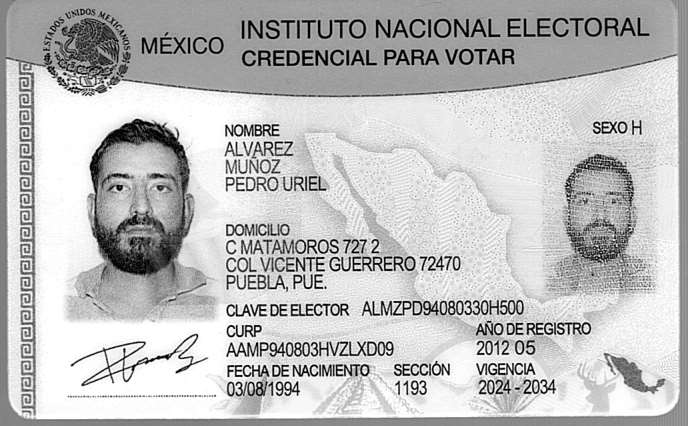 ESTADOS UNIDOS MEXICANOS
MÉXICO
INSTITUTO NACIONAL ELECTORAL
CREDENCIAL PARA VOTAR
NOMBRE
ALVAREZ
MUÑOZ
PEDRO URIEL
SEXO H
DOMICILIO
C MATAMOROS 727 2
COL VICENTE GUERRERO 72470
PUEBLA, PUE.
CLAVE DE ELECTOR ALMZPD94080330H500
CURP
AAMP940803HVZLXD09
AÑO DE REGISTRO
2012 05
FECHA DE NACIMIENTO
03/08/1994
SECCIÓN
1193
VIGENCIA
2024 - 2034